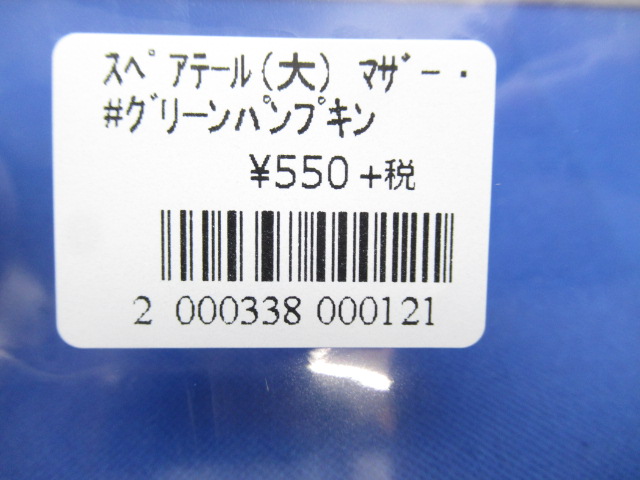 ｽﾍﾟｱﾃｰﾙ(大) ﾏｻﾞｰ・
#ｸﾞﾘｰﾝﾊﾟﾝﾌﾟｷﾝ
¥550+税
2 000338 000121